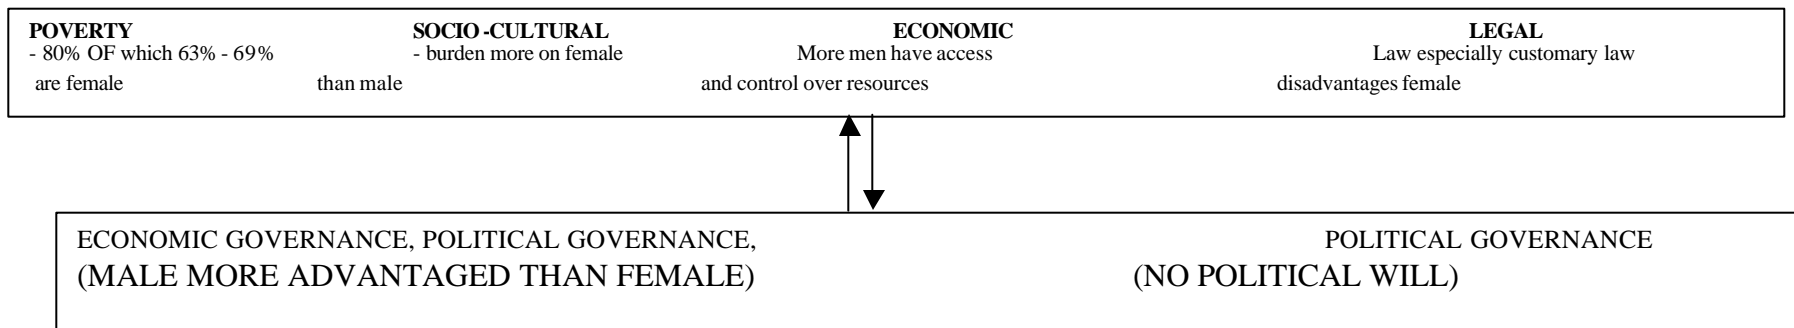 POVERTY SOCIO-CULTURAL ECONOMIC LEGAL
- 80% OF which 63% - 69% - burden more on female More men have access Law especially customary law
are female than male and control over resources disadvantages female
ECONOMIC GOVERNANCE, POLITICAL GOVERNANCE, POLITICAL GOVERNANCE
(MALE MORE ADVANTAGED THAN FEMALE) (NO POLITICAL WILL)